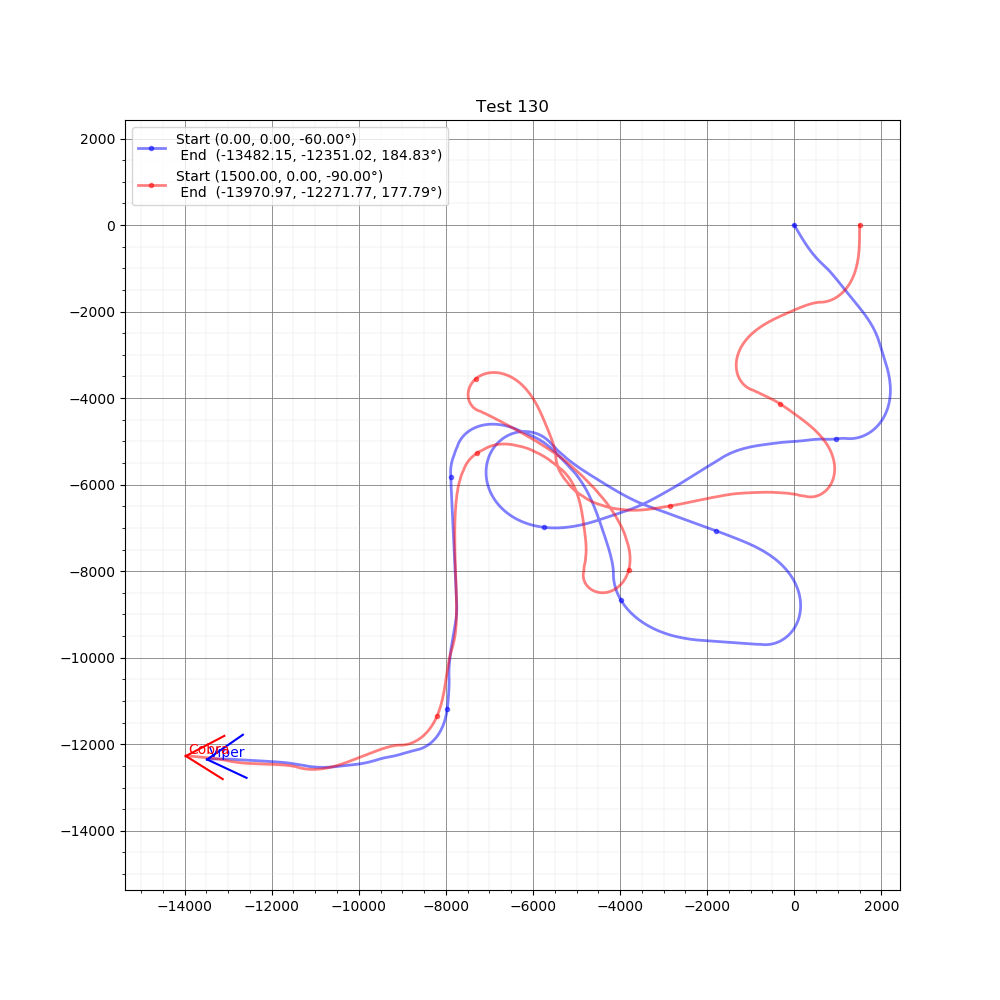 Test 130
Start (0.00, 0.00, -60.00°)
End  (-13482.15, -12351.02, 184.83°)
Start (1500.00, 0.00, -90.00°)
End  (-13970.97, -12271.77, 177.79°)
2000
0
−2000
−4000
−6000
−8000
−10000
−12000
−14000
Cobra
Viper
−14000 −12000 −10000 −8000 −6000 −4000 −2000 0 2000